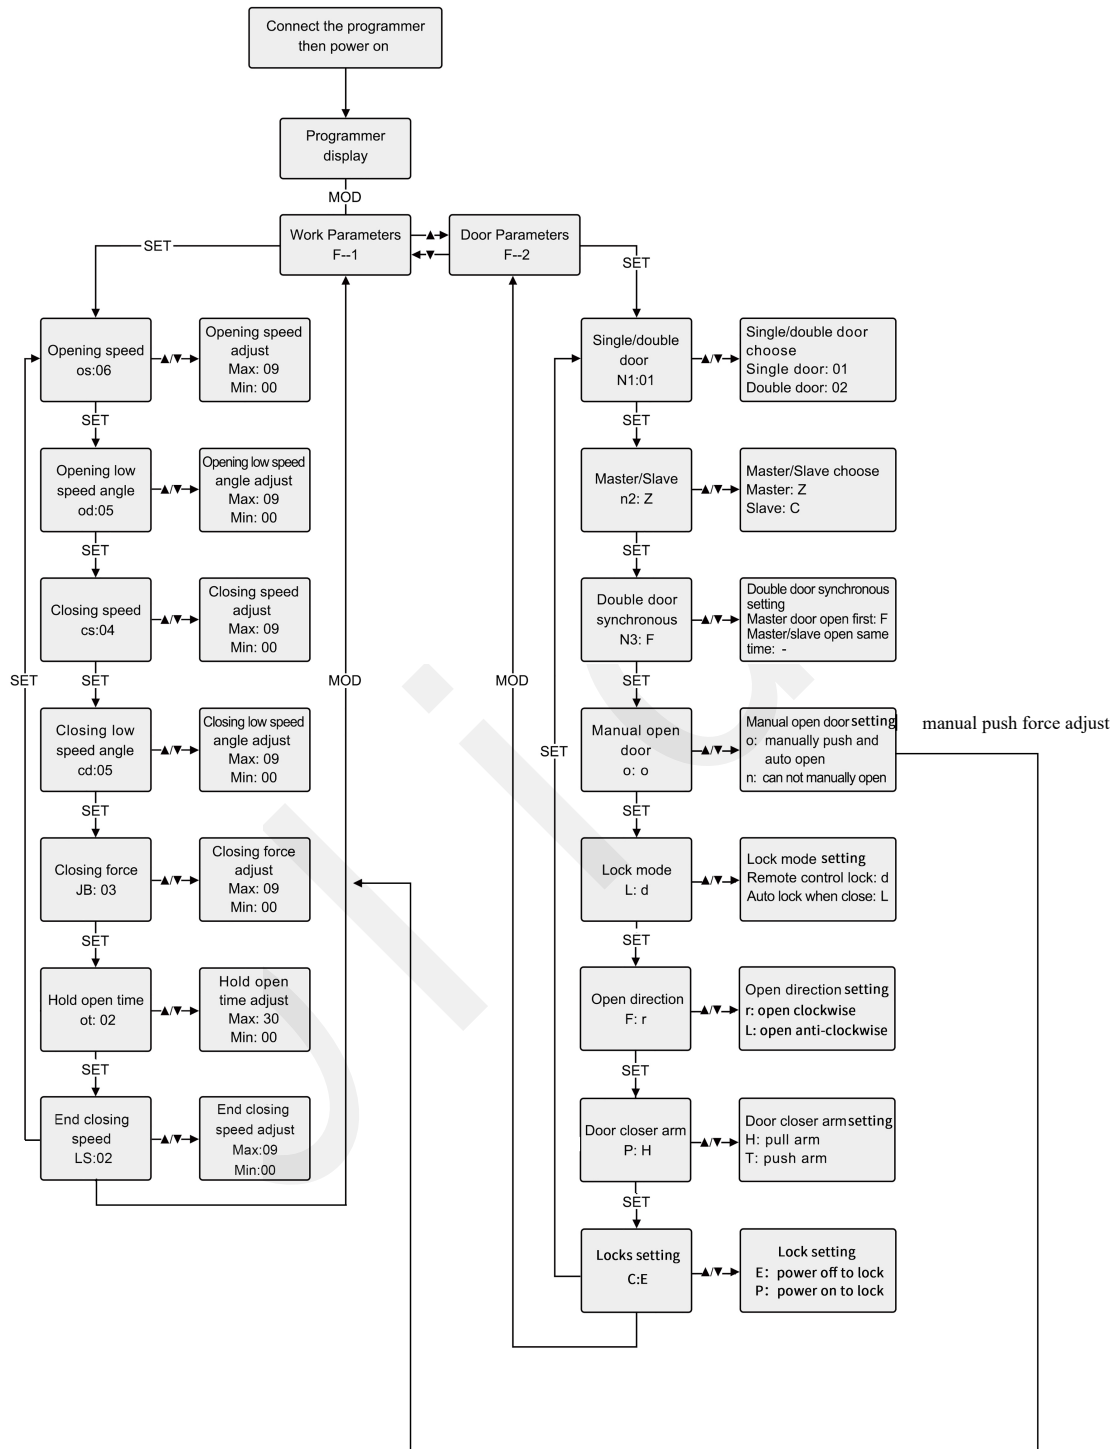 Connect the programmer
then power on
Programmer
display
MOD
Work Parameters
F--1
▲
▼
Door Parameters
F--2
SET
SET
Opening speed
os:06
▲/▼
Opening speed
adjust
Max: 09
Min: 00
SET
Opening low
speed angle
od:05
▲/▼
Opening low speed
angle adjust
Max: 09
Min: 00
SET
Closing speed
cs:04
▲/▼
Closing speed
adjust
Max: 09
Min: 00
SET
SET
MOD
Closing low
speed angle
cd:05
▲/▼
Closing low speed
angle adjust
Max: 09
Min: 00
SET
Closing force
JB: 03
▲/▼
Closing force
adjust
Max: 09
Min: 00
SET
Hold open time
ot: 02
▲/▼
Hold open
time adjust
Max: 30
Min: 00
SET
End closing
speed
LS:02
▲/▼
End closing
speed adjust
Max:09
Min:00
Single/double
door
N1:01
▲/▼
Single/double door
choose
Single door: 01
Double door: 02
SET
Master/Slave
n2: Z
▲/▼
Master/Slave choose
Master: Z
Slave: C
SET
Double door
synchronous
N3: F
▲/▼
Double door synchronous
setting
Master door open first: F
Master/slave open same
time: -
MOD
SET
SET
Manual open
door
o: o
▲/▼
Manual open door setting
o: manually push and
auto open
n: can not manually open
manual push force adjust
SET
Lock mode
L: d
▲/▼
Lock mode setting
Remote control lock: d
Auto lock when close: L
SET
Open direction
F: r
▲/▼
Open direction setting
r: open clockwise
L: open anti-clockwise
SET
Door closer arm
P: H
▲/▼
Door closer arm setting
H: pull arm
T: push arm
SET
Locks setting
C:E
▲/▼
Lock setting
E: power off to lock
P: power on to lock